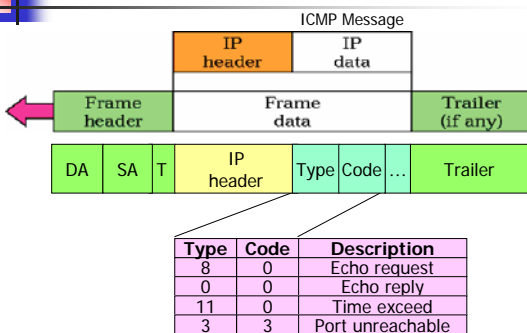 ICMP Message
IP header IP data
Frame header Frame data Trailer (if any)
DA SA T IP header Type Code ... Trailer
Type Code Description
8 0 Echo request
0 0 Echo reply
11 0 Time exceed
3 3 Port unreachable